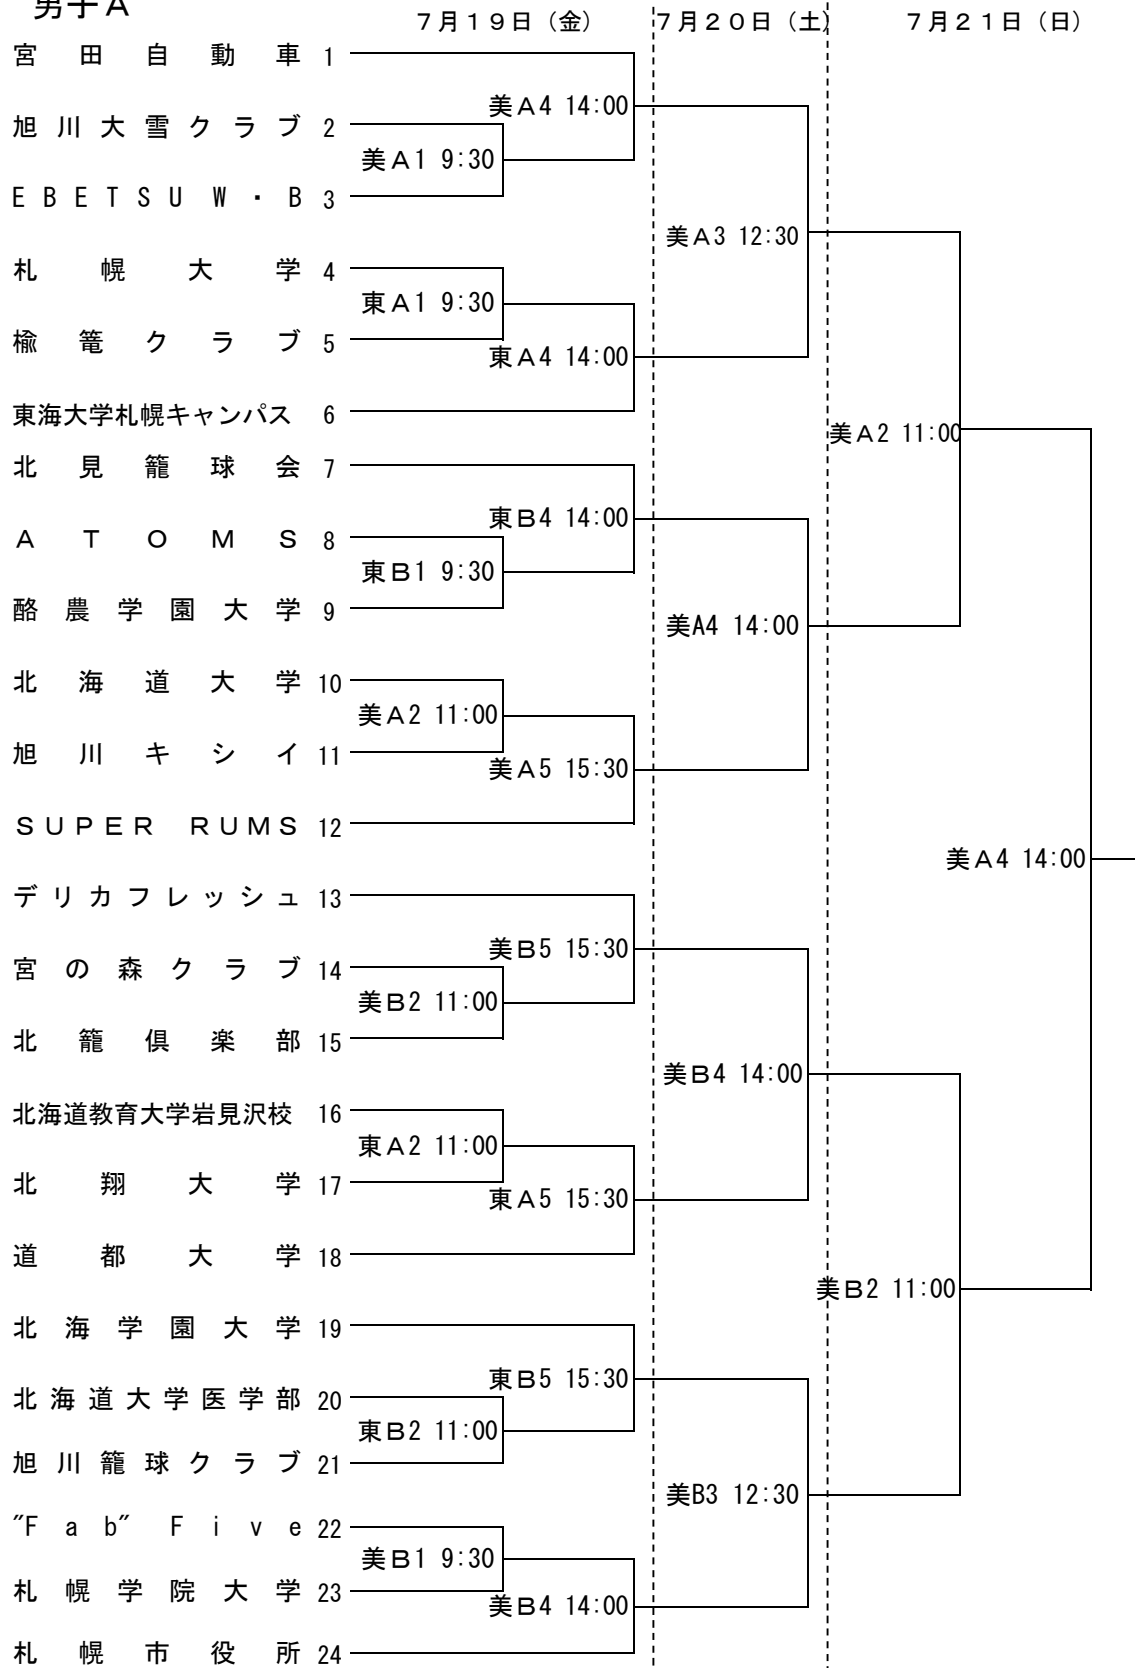 男子Ａ
７月１９日（金） ７月２０日（土） ７月２１日（日）
宮田自動車 1
美Ａ4 14:00
旭川大雪クラブ 2
美Ａ1 9:30
EBETSU W・B 3
美Ａ3 12:30
札幌大学 4
東Ａ1 9:30
楡篭クラブ 5
東Ａ4 14:00
東海大学札幌キャンパス 6
美Ａ2 11:00
北見籠球会 7
東Ｂ4 14:00
ＡＴＯＭＳ 8
東Ｂ1 9:30
酪農学園大学 9
美A4 14:00
北海道大学 10
美Ａ2 11:00
旭川キシイ 11
美Ａ5 15:30
ＳＵＰＥＲ ＲＵＭＳ 12
美Ａ4 14:00
デリカフレッシュ 13
美Ｂ5 15:30
宮の森クラブ 14
美Ｂ2 11:00
北籠倶楽部 15
美Ｂ4 14:00
北海道教育大学岩見沢校 16
東Ａ2 11:00
北翔大学 17
東Ａ5 15:30
道都大学 18
美Ｂ2 11:00
北海学園大学 19
東Ｂ5 15:30
北海道大学医学部 20
東Ｂ2 11:00
旭川籠球クラブ 21
美B3 12:30
"Fab" Five 22
美Ｂ1 9:30
札幌学院大学 23
美Ｂ4 14:00
札幌市役所 24